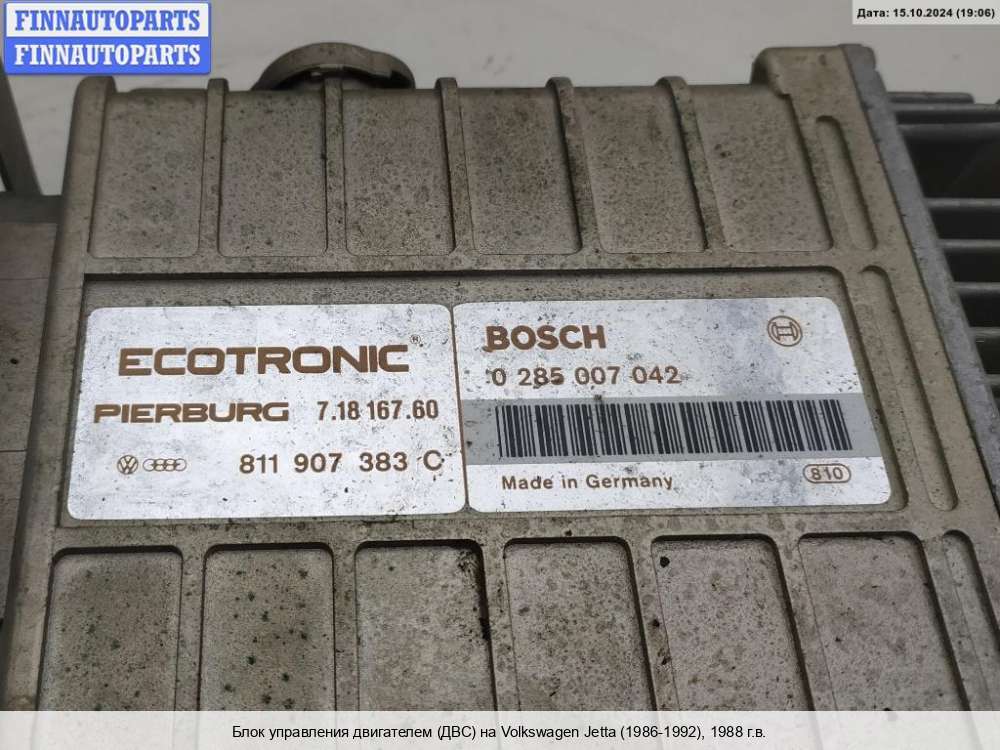 FINNAUTOPARTS
FINNAUTOPARTS
Дата: 15.10.2024 (19:06)
ECOTRONIC®
PIERBURG 7.18 167.60
811 907 383 C
BOSCH
0 285 007 042
Made in Germany
810
Блок управления двигателем (ДВС) на Volkswagen Jetta (1986-1992), 1988 г.в.